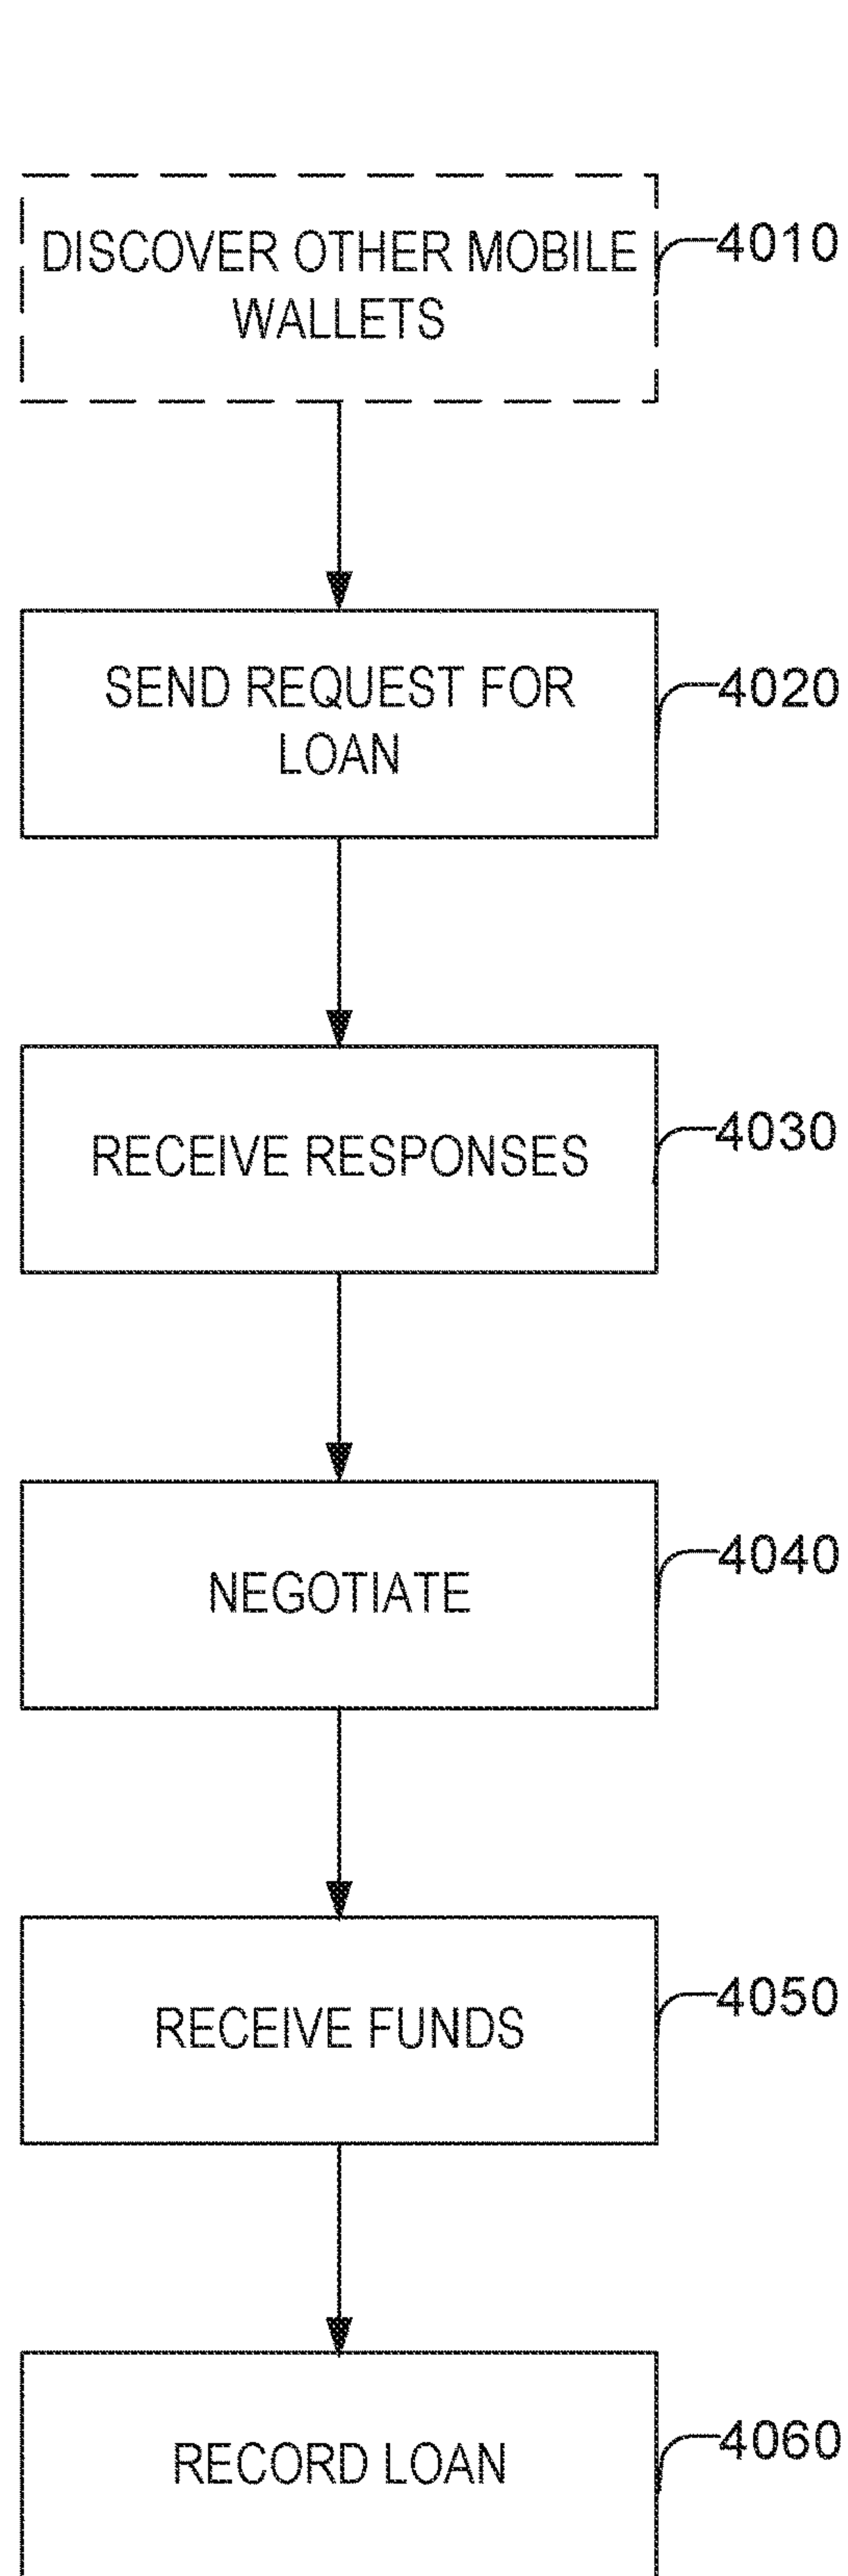 DISCOVER OTHER MOBILE
WALLETS
4010
SEND REQUEST FOR
LOAN
4020
RECEIVE RESPONSES
4030
NEGOTIATE
4040
RECEIVE FUNDS
4050
RECORD LOAN
4060